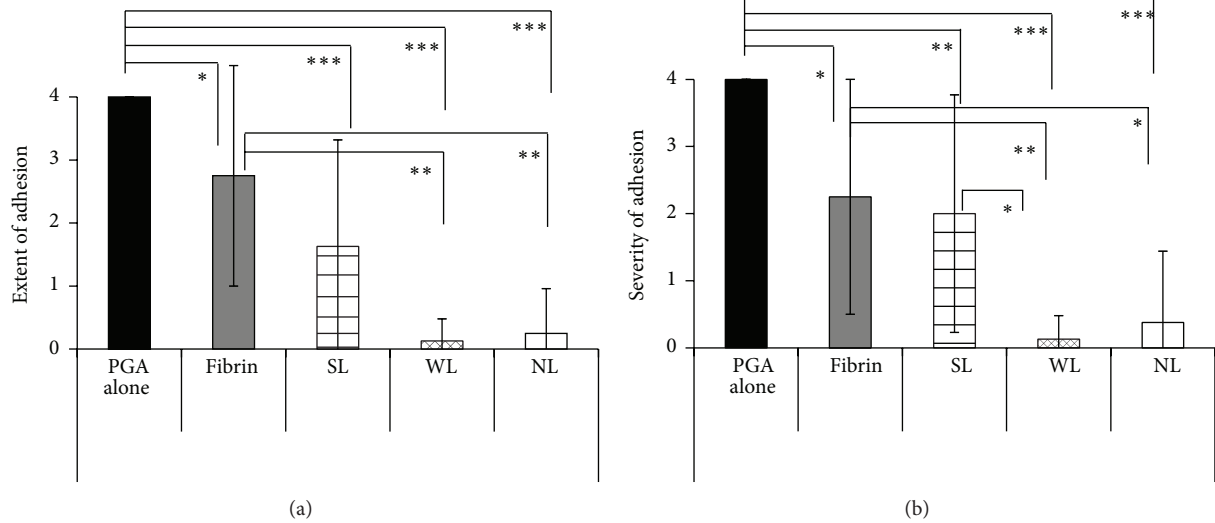 ***
***
***
*
4
3
2
1
0
**
**
Extent of adhesion
PGA alone
Fibrin
SL
WL
NL
(a)
***
***
**
*
4
3
2
1
0
*
**
*
Severity of adhesion
PGA alone
Fibrin
SL
WL
NL
(b)